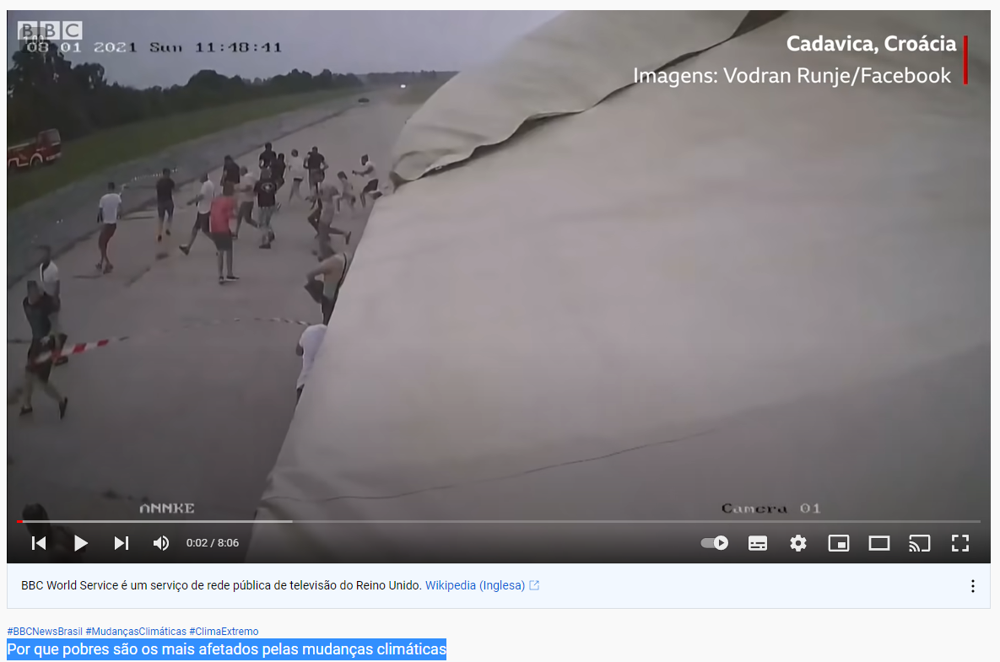 BBC
08 01 2021 Sun 11:48:41
Cadavica, Croácia
Imagens: Vodran Runje/Facebook
ANNKE
Camera 01
0:02 / 8:06
BBC World Service é um serviço de rede pública de televisão do Reino Unido. Wikipedia (Inglesa)
#BBCNewsBrasil #MudançasClimáticas #ClimaExtremo
Por que pobres são os mais afetados pelas mudanças climáticas